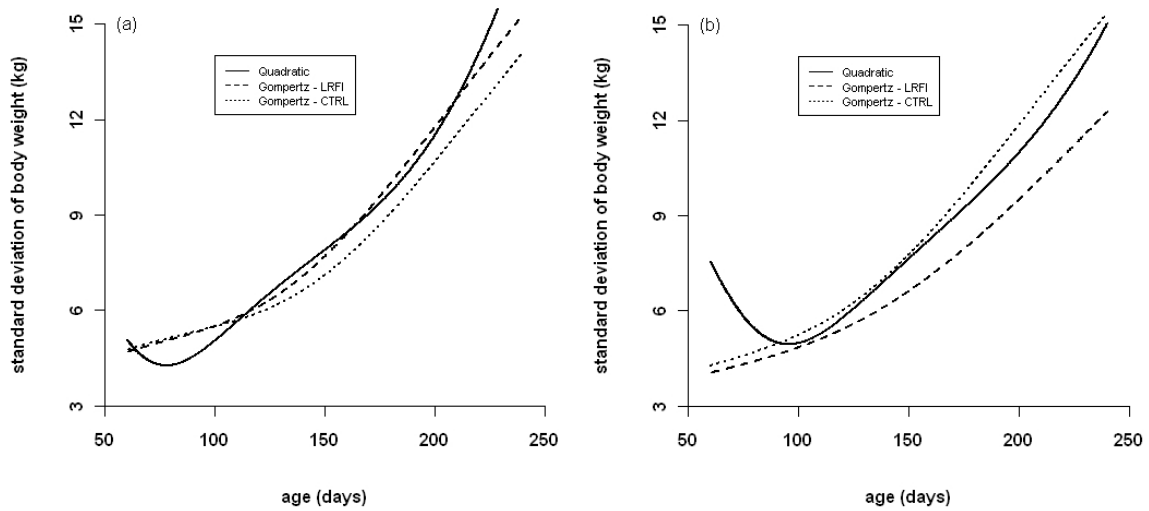 (a)
standard deviation of body weight (kg)
15
12
9
6
3
Quadratic
Gompertz - LRFI
Gompertz - CTRL
50 100 150 200 250
age (days)
(b)
standard deviation of body weight (kg)
15
12
9
6
3
Quadratic
Gompertz - LRFI
Gompertz - CTRL
50 100 150 200 250
age (days)